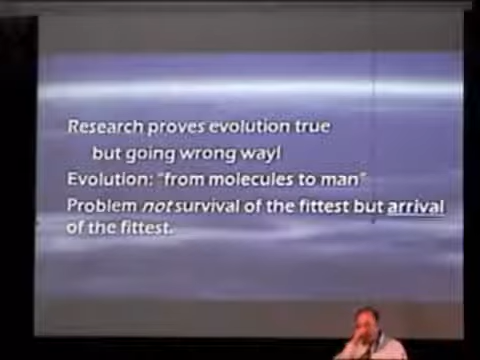 Research proves evolution true
but going wrong way!
Evolution: "from molecules to man"
Problem not survival of the fittest but arrival
of the fittest.